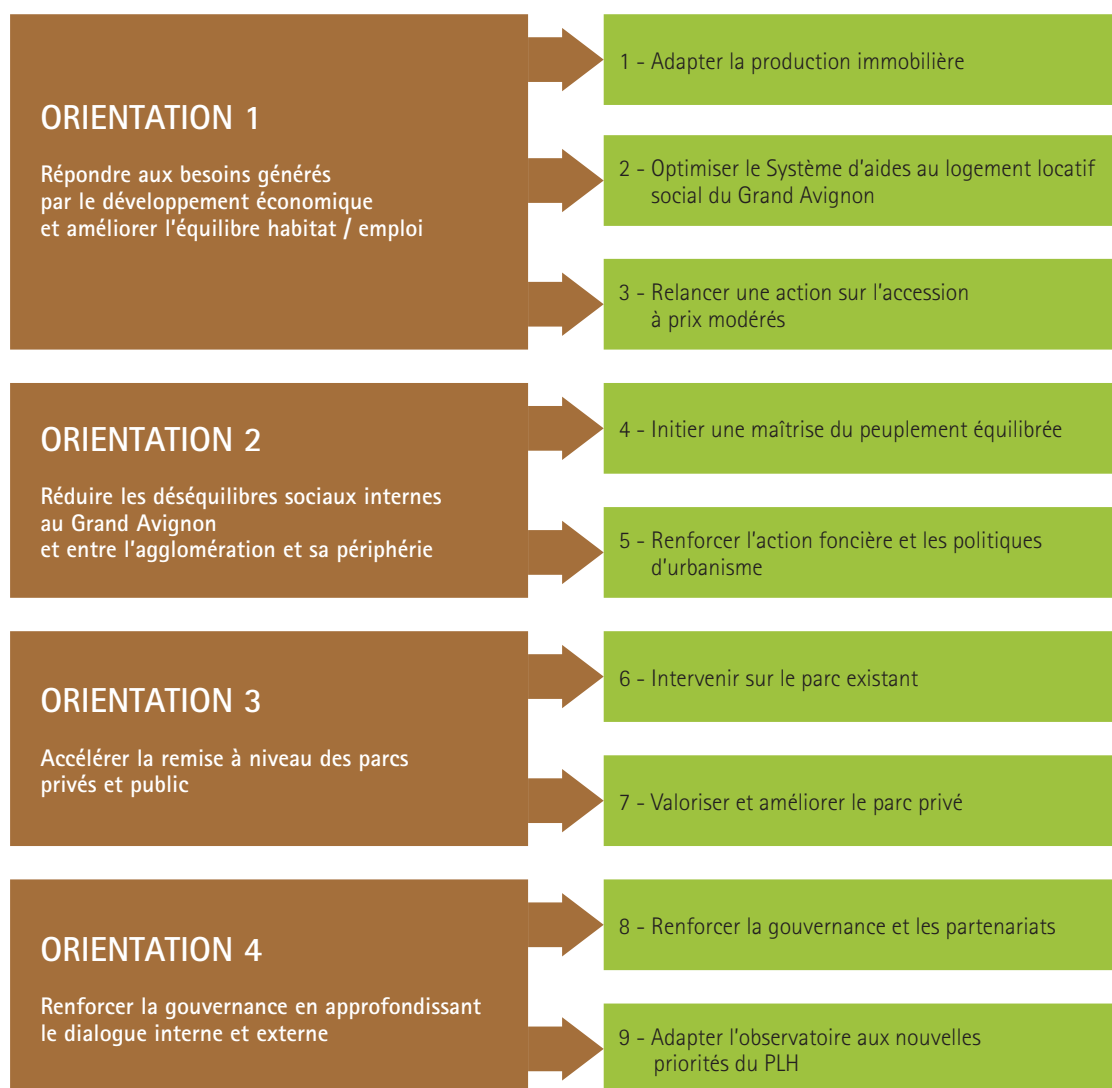 ORIENTATION 1
Répondre aux besoins générés
par le développement économique
et améliorer l'équilibre habitat / emploi
1 - Adapter la production immobilière
2 - Optimiser le Système d'aides au logement locatif
social du Grand Avignon
3 - Relancer une action sur l'accession
à prix modérés
ORIENTATION 2
Réduire les déséquilibres sociaux internes
au Grand Avignon
et entre l'agglomération et sa périphérie
4 - Initier une maîtrise du peuplement équilibrée
5 - Renforcer l'action foncière et les politiques
d'urbanisme
ORIENTATION 3
Accélérer la remise à niveau des parcs
privés et public
6 - Intervenir sur le parc existant
7 - Valoriser et améliorer le parc privé
ORIENTATION 4
Renforcer la gouvernance en approfondissant
le dialogue interne et externe
8 - Renforcer la gouvernance et les partenariats
9 - Adapter l'observatoire aux nouvelles
priorités du PLH